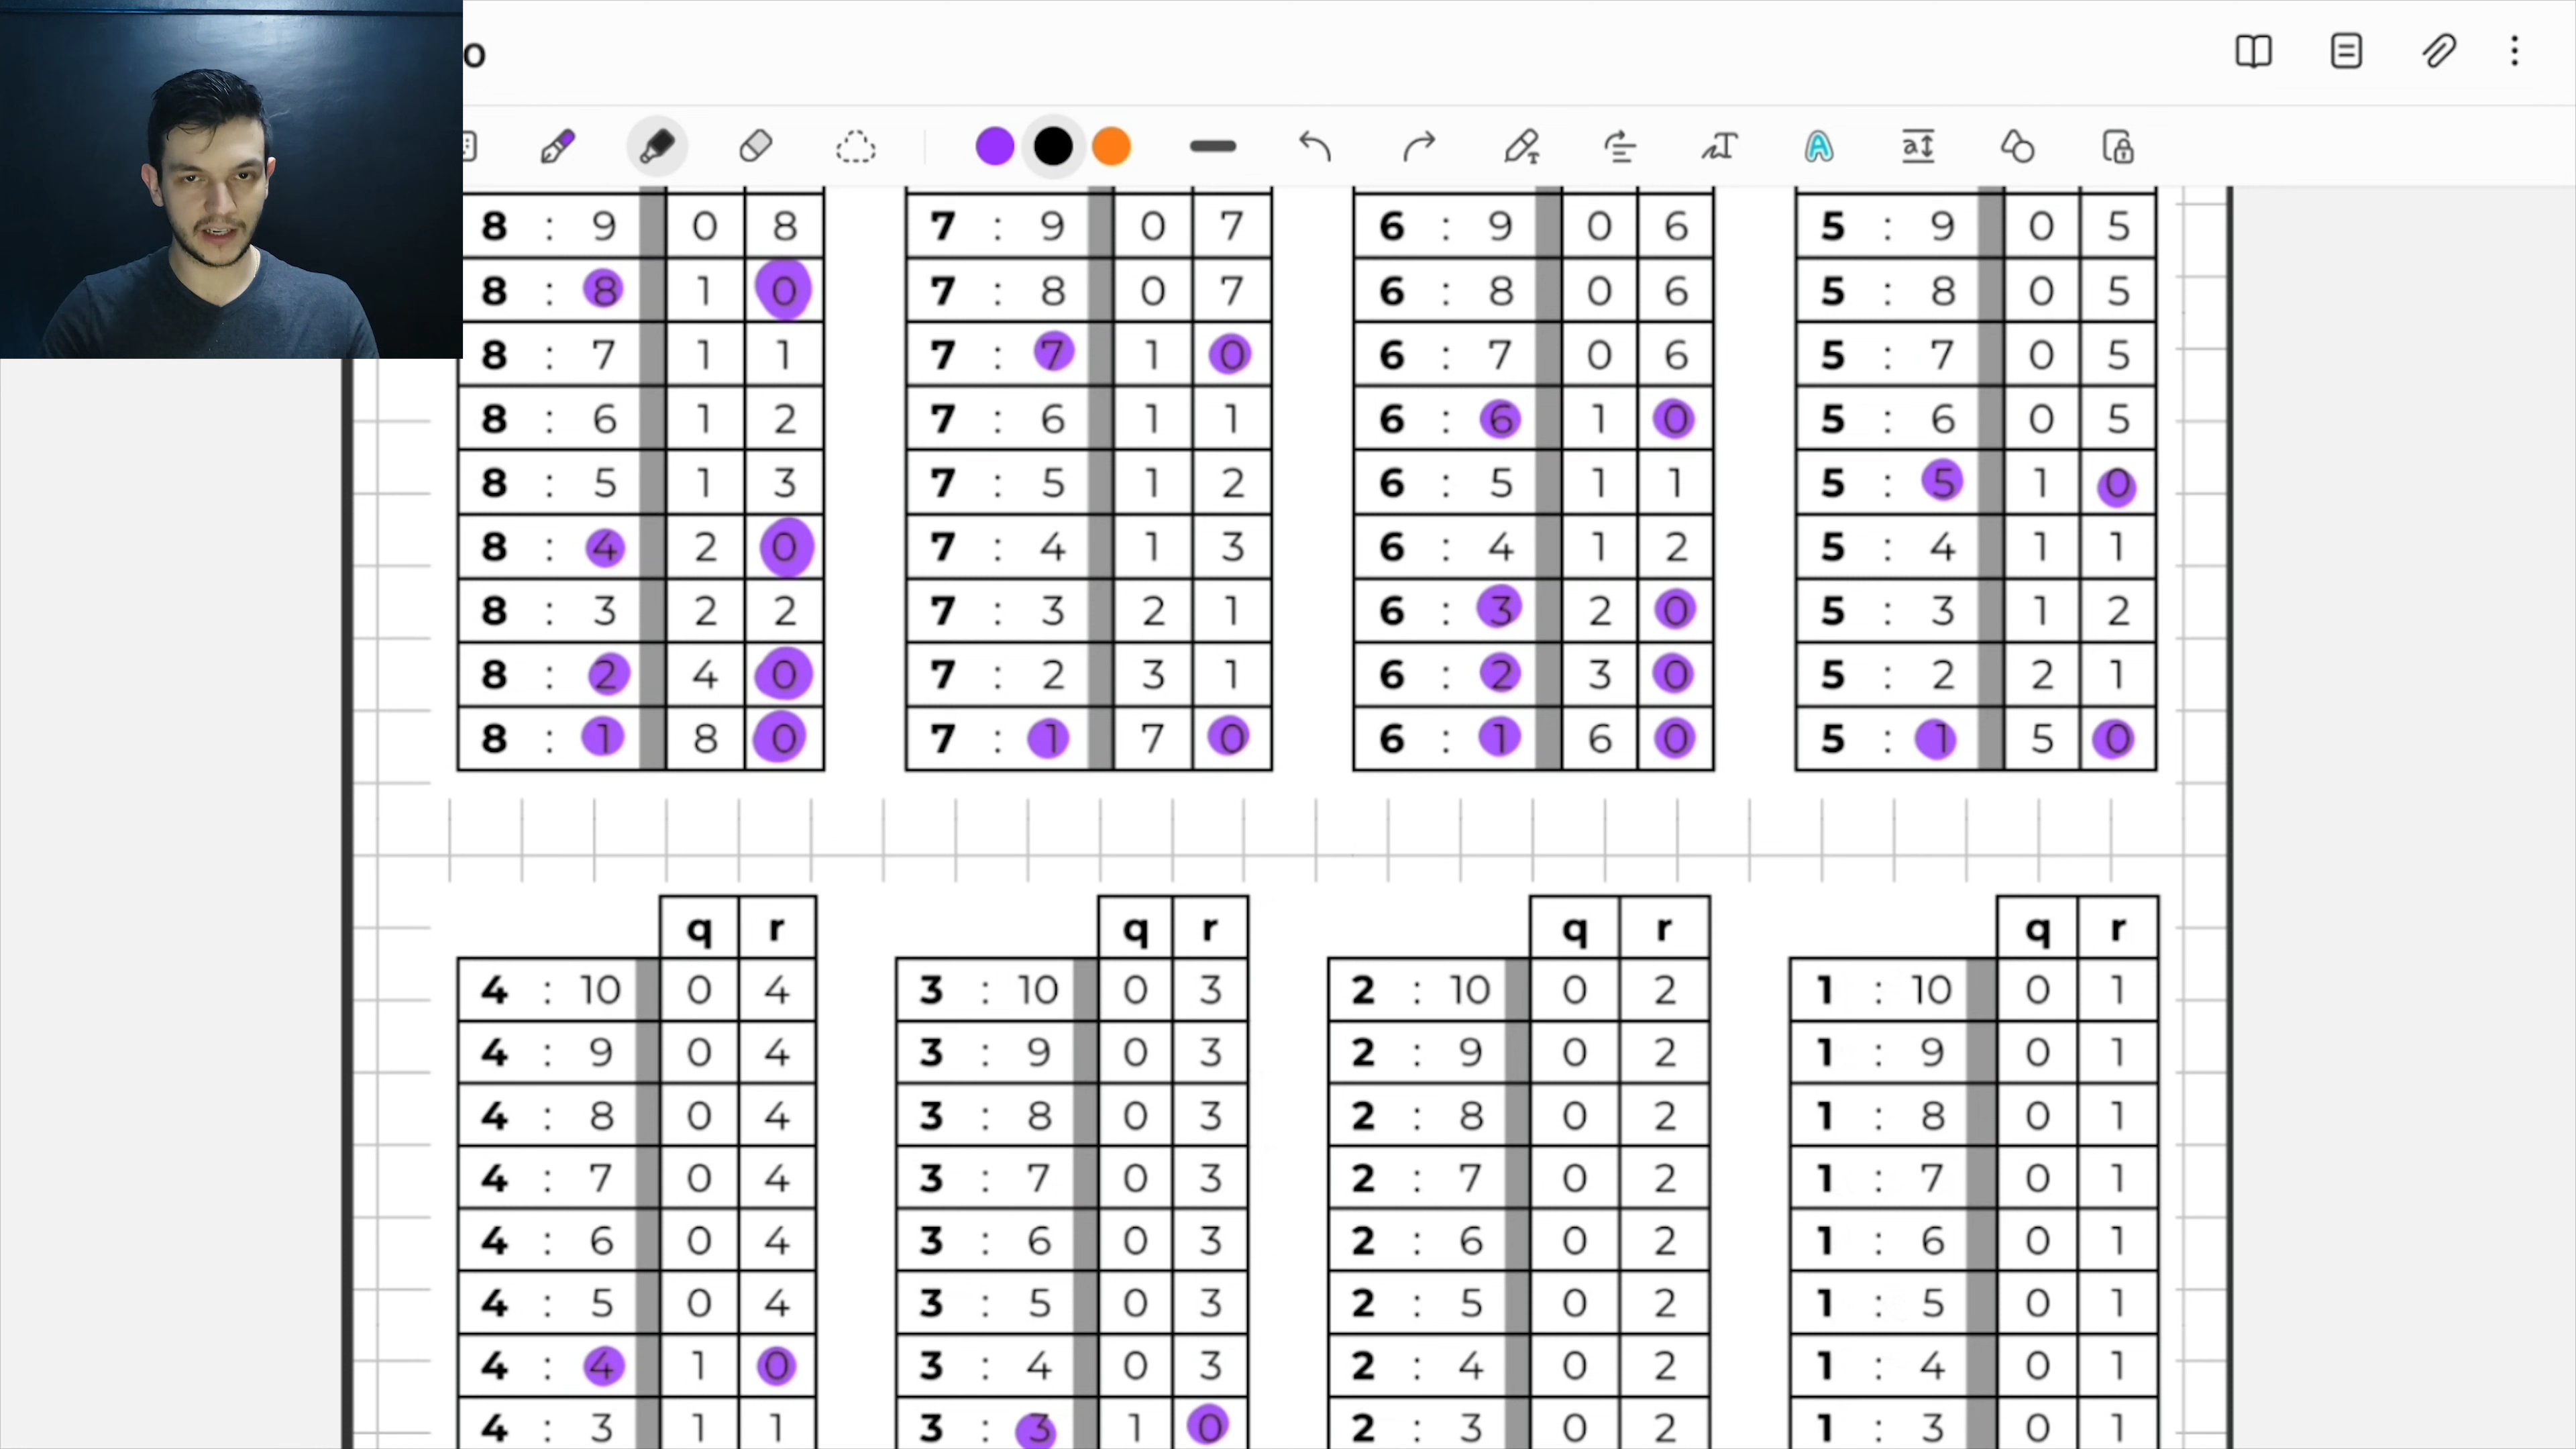 o
8 : 9 0 8
8 : 8 1 0
8 : 7 1 1
8 : 6 1 2
8 : 5 1 3
8 : 4 2 0
8 : 3 2 2
8 : 2 4 0
8 : 1 8 0
7 : 9 0 7
7 : 8 0 7
7 : 7 1 0
7 : 6 1 1
7 : 5 1 2
7 : 4 1 3
7 : 3 2 1
7 : 2 3 1
7 : 1 7 0
6 : 9 0 6
6 : 8 0 6
6 : 7 0 6
6 : 6 1 0
6 : 5 1 1
6 : 4 1 2
6 : 3 2 0
6 : 2 3 0
6 : 1 6 0
5 : 9 0 5
5 : 8 0 5
5 : 7 0 5
5 : 6 0 5
5 : 5 1 0
5 : 4 1 1
5 : 3 1 2
5 : 2 2 1
5 : 1 5 0
q r
4 : 10 0 4
4 : 9 0 4
4 : 8 0 4
4 : 7 0 4
4 : 6 0 4
4 : 5 0 4
4 : 4 1 0
4 : 3 1 1
q r
3 : 10 0 3
3 : 9 0 3
3 : 8 0 3
3 : 7 0 3
3 : 6 0 3
3 : 5 0 3
3 : 4 0 3
3 : 3 1 0
q r
2 : 10 0 2
2 : 9 0 2
2 : 8 0 2
2 : 7 0 2
2 : 6 0 2
2 : 5 0 2
2 : 4 0 2
2 : 3 0 2
q r
1 : 10 0 1
1 : 9 0 1
1 : 8 0 1
1 : 7 0 1
1 : 6 0 1
1 : 5 0 1
1 : 4 0 1
1 : 3 0 1